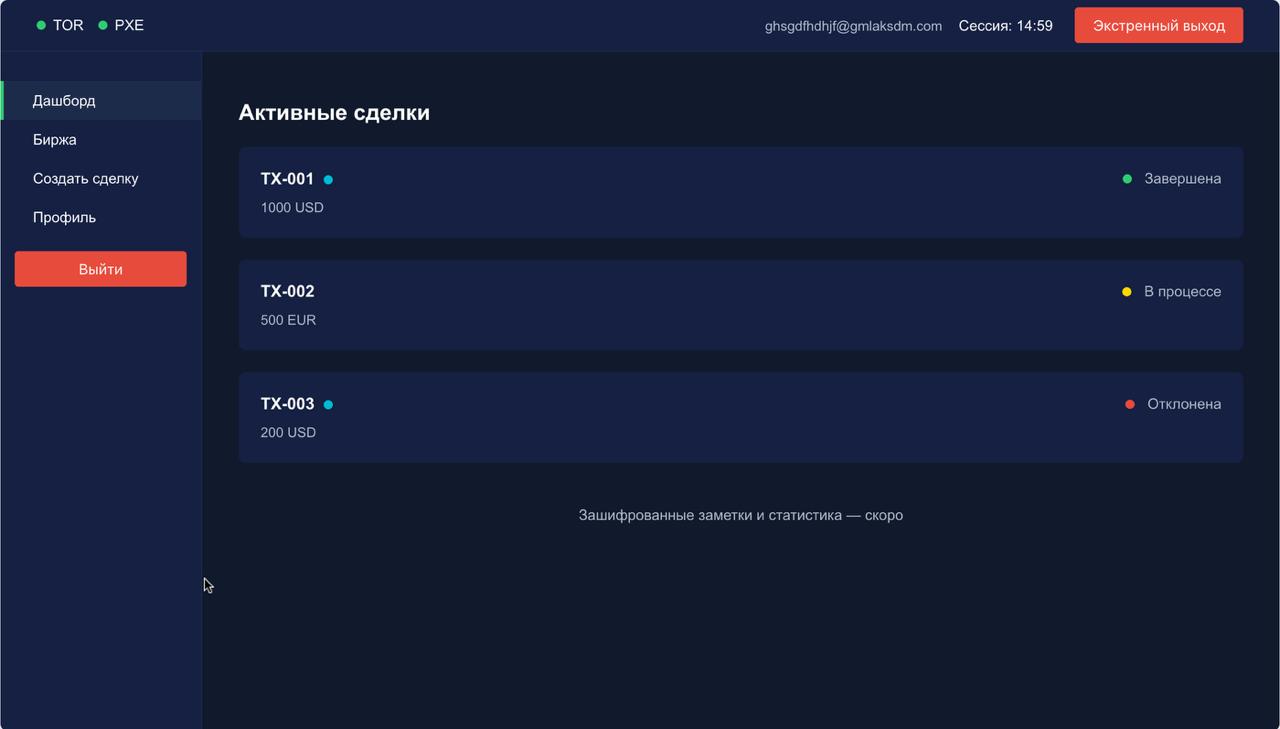 TOR PXE ghsgdfhdhjf@gmlaksdm.com Сессия: 14:59 Экстренный выход
Дашборд
Биржа
Создать сделку
Профиль
Выйти
Активные сделки
TX-001 Завершена
1000 USD
TX-002 В процессе
500 EUR
TX-003 Отклонена
200 USD
Зашифрованные заметки и статистика — скоро